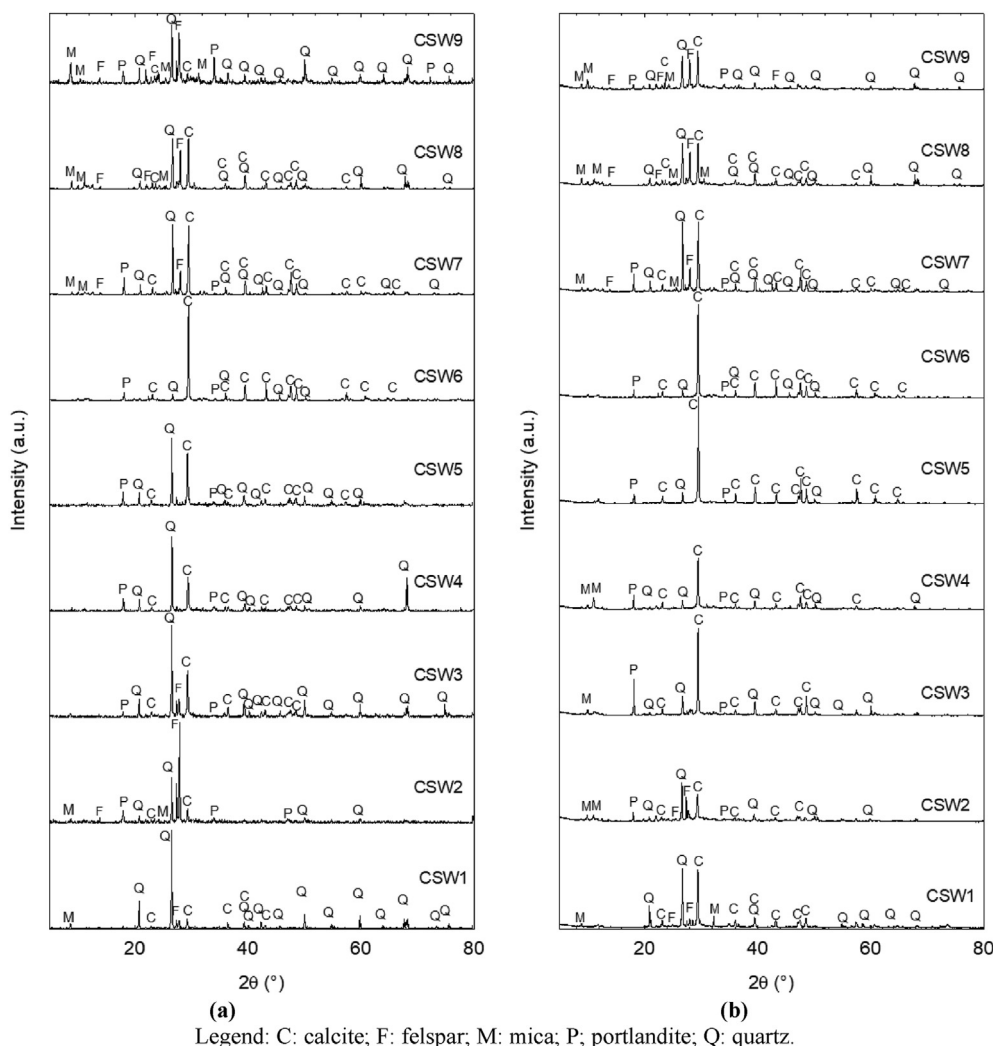 Intensity (a.u.)
CSW9
M M F P Q F C M Q F C M P Q Q Q Q Q Q Q Q Q P Q
CSW8
M M M F Q F C M Q F C C Q C Q C Q C C Q C Q Q Q
CSW7
M M F P Q C Q F C P C Q C Q Q C Q C C Q C C Q C Q
CSW6
P C Q C P Q C C C Q C C Q C C C
CSW5
P Q C Q C P Q C Q Q C C C Q Q C Q
CSW4
P Q C Q C P C Q Q C C C Q Q Q
CSW3
P Q C Q F C P C Q Q Q C C C Q Q Q Q Q
CSW2
M F P Q C M Q F C P P Q Q
CSW1
M Q C Q F C C C Q Q Q C Q Q Q Q Q Q Q Q
20 40 60 80
2θ (°)
(a)
Intensity (a.u.)
CSW9
M M P Q F C M Q F C P Q Q F Q Q Q Q Q
CSW8
M M F Q F C M Q F C M C Q C Q C Q C C Q C Q Q Q
CSW7
M M F P Q C M Q F C P C Q C Q Q C Q C C Q C C Q C Q
CSW6
P C Q C P Q C C C Q C C Q C C C
CSW5
P C Q C P C C C C C C Q C C C
CSW4
M M P Q C Q C P C Q C C C Q C Q
CSW3
M P Q C Q C P C Q C C C Q Q Q
CSW2
M M P Q C F Q F C P C Q C C Q Q
CSW1
M Q C F Q F C M C C Q C C C Q Q Q Q
20 40 60 80
2θ (°)
(b)
Legend: C: calcite; F: felspar; M: mica; P; portlandite; Q: quartz.